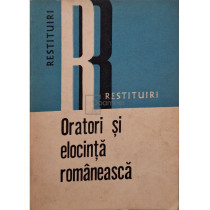 RESTITUIRI
R
RESTITUIRI
Oratori și
elocință
românească